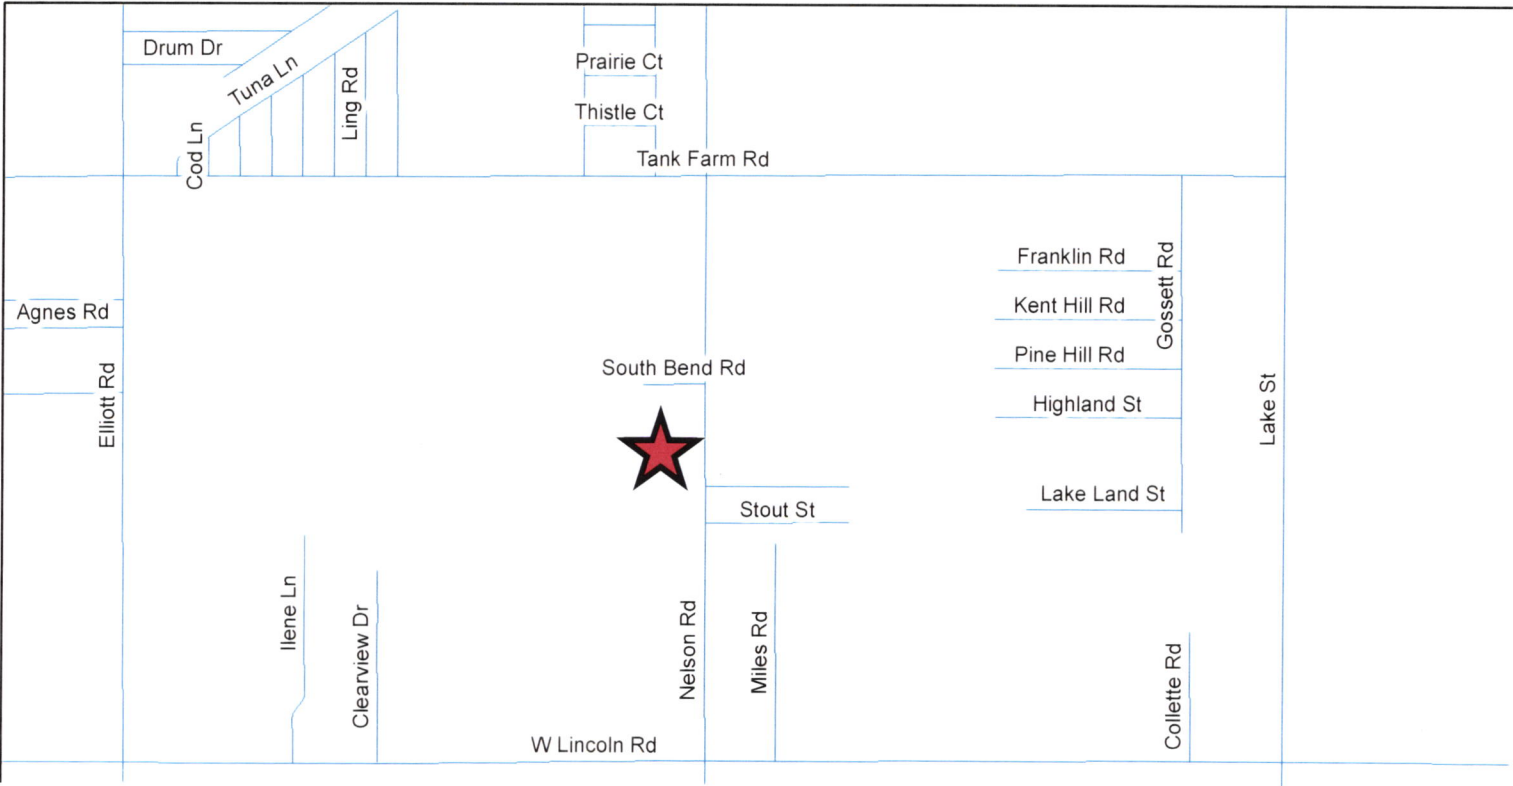 Drum Dr
Tuna Ln
Ling Rd
Cod Ln
Prairie Ct
Thistle Ct
Tank Farm Rd
Franklin Rd
Gossett Rd
Agnes Rd
Kent Hill Rd
Pine Hill Rd
South Bend Rd
Elliott Rd
Highland St
Lake St
Lake Land St
Stout St
Ilene Ln
Clearview Dr
Nelson Rd
Miles Rd
Collette Rd
W Lincoln Rd